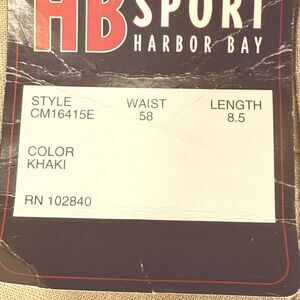 HB SPORT
HARBOR BAY
STYLE WAIST LENGTH
CM16415E 58 8.5
COLOR
KHAKI
RN 102840